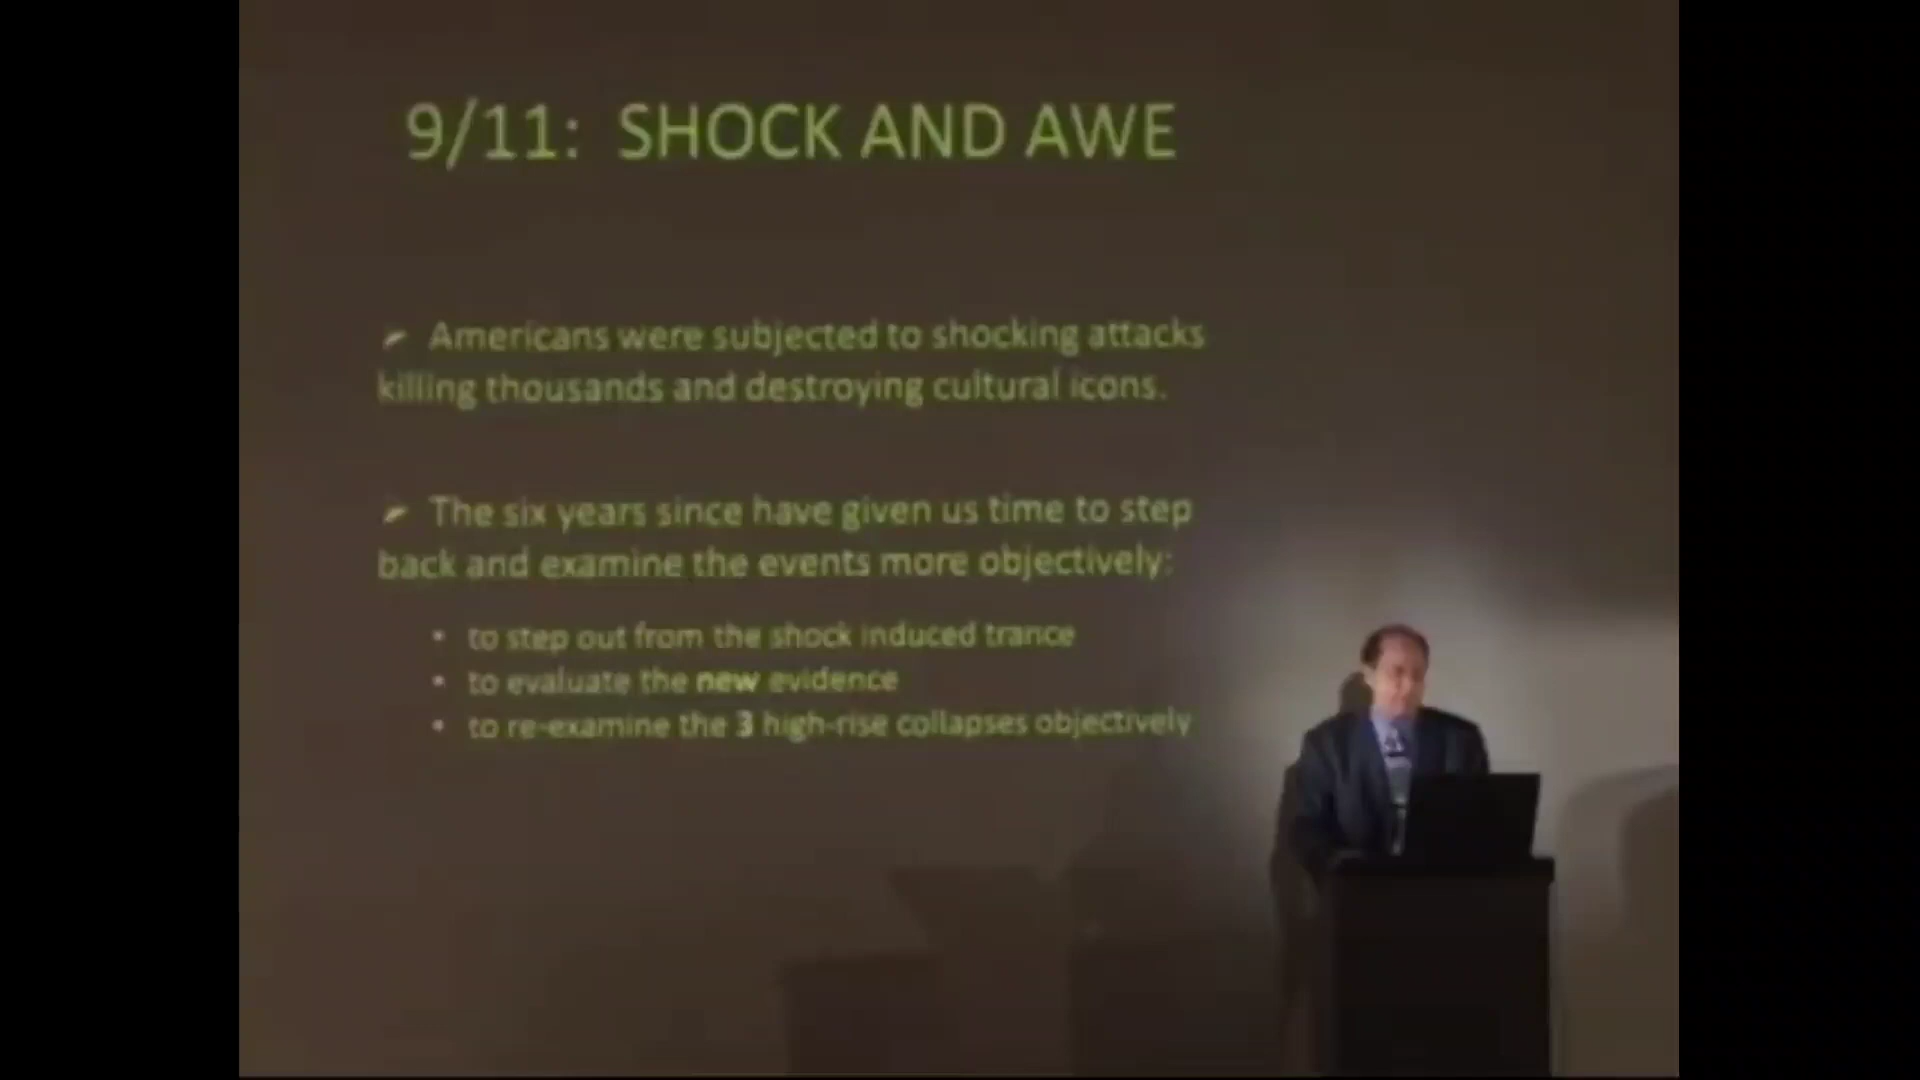 9/11: SHOCK AND AWE
Americans were subjected to shocking attacks
killing thousands and destroying cultural icons.
The six years since have given us time to step
back and examine the events more objectively:
• to step out from the shock induced trance
• to evaluate the new evidence
• to re-examine the 3 high-rise collapses objectively